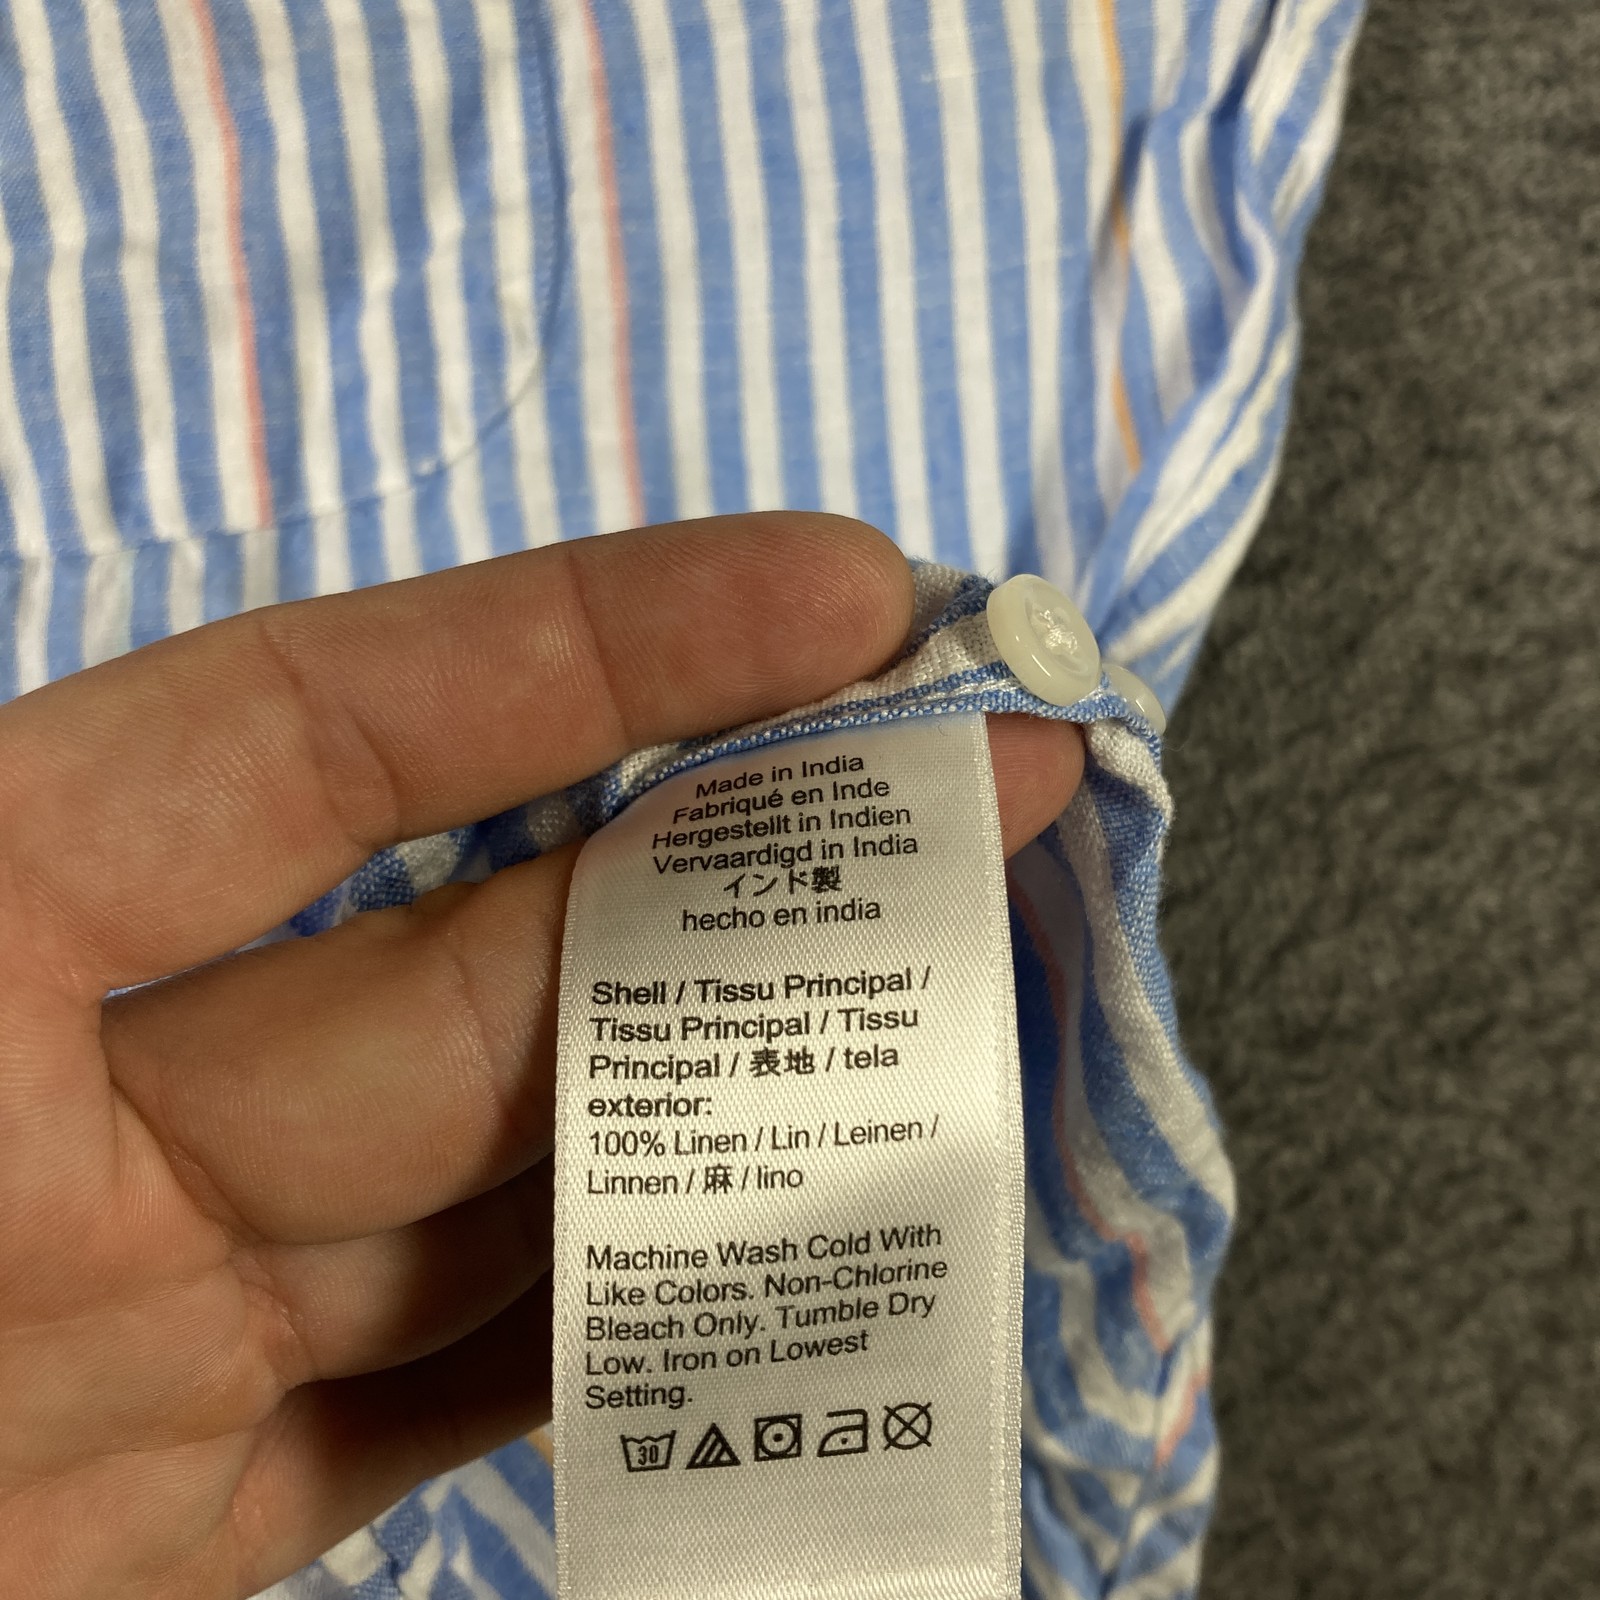 Made in India
Fabriqué en Inde
Hergestellt in Indien
Vervaardigd in India
インド製
hecho en india
Shell / Tissu Principal /
Tissu Principal / Tissu
Principal / 表地 / tela
exterior:
100% Linen / Lin / Leinen /
Linnen / 麻 / lino
Machine Wash Cold With
Like Colors. Non-Chlorine
Bleach Only. Tumble Dry
Low. Iron on Lowest
Setting.
30